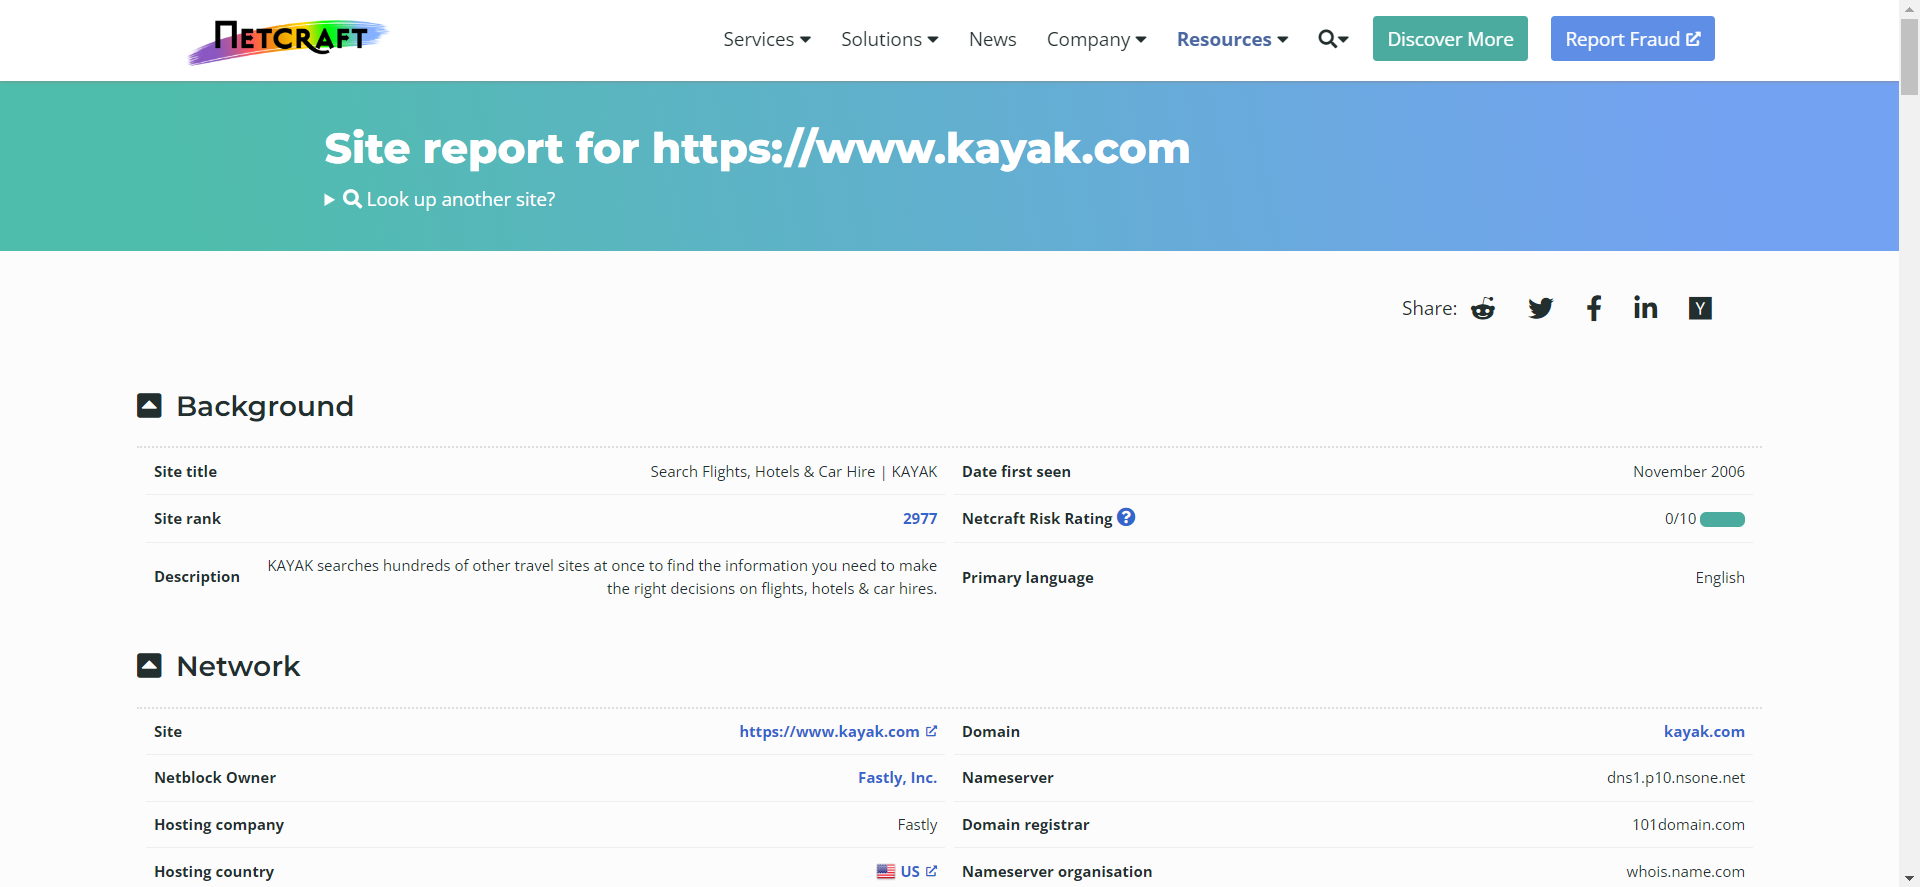 NETCRAFT
Services Solutions News Company Resources Discover More Report Fraud
Site report for https://www.kayak.com
Look up another site?
Share:
Y
Background
Site title Search Flights, Hotels & Car Hire | KAYAK Date first seen November 2006
Site rank 2977 Netcraft Risk Rating ? 0/10
Description KAYAK searches hundreds of other travel sites at once to find the information you need to make
the right decisions on flights, hotels & car hires. Primary language English
Network
Site https://www.kayak.com Domain kayak.com
Netblock Owner Fastly, Inc. Nameserver dns1.p10.nsone.net
Hosting company Fastly Domain registrar 101domain.com
Hosting country US Nameserver organisation whois.name.com